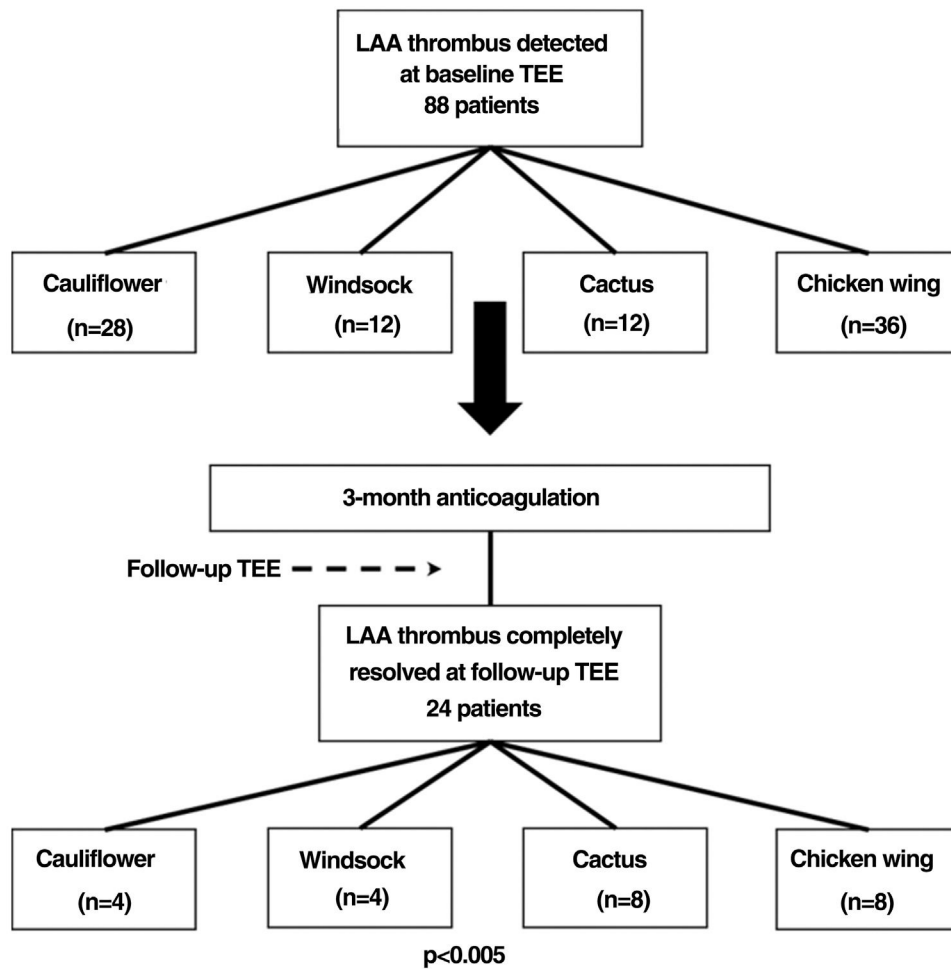 LAA thrombus detected
at baseline TEE
88 patients
Cauliflower
(n=28)
Windsock
(n=12)
Cactus
(n=12)
Chicken wing
(n=36)
3-month anticoagulation
Follow-up TEE
LAA thrombus completely
resolved at follow-up TEE
24 patients
Cauliflower
(n=4)
Windsock
(n=4)
Cactus
(n=8)
Chicken wing
(n=8)
p<0.005